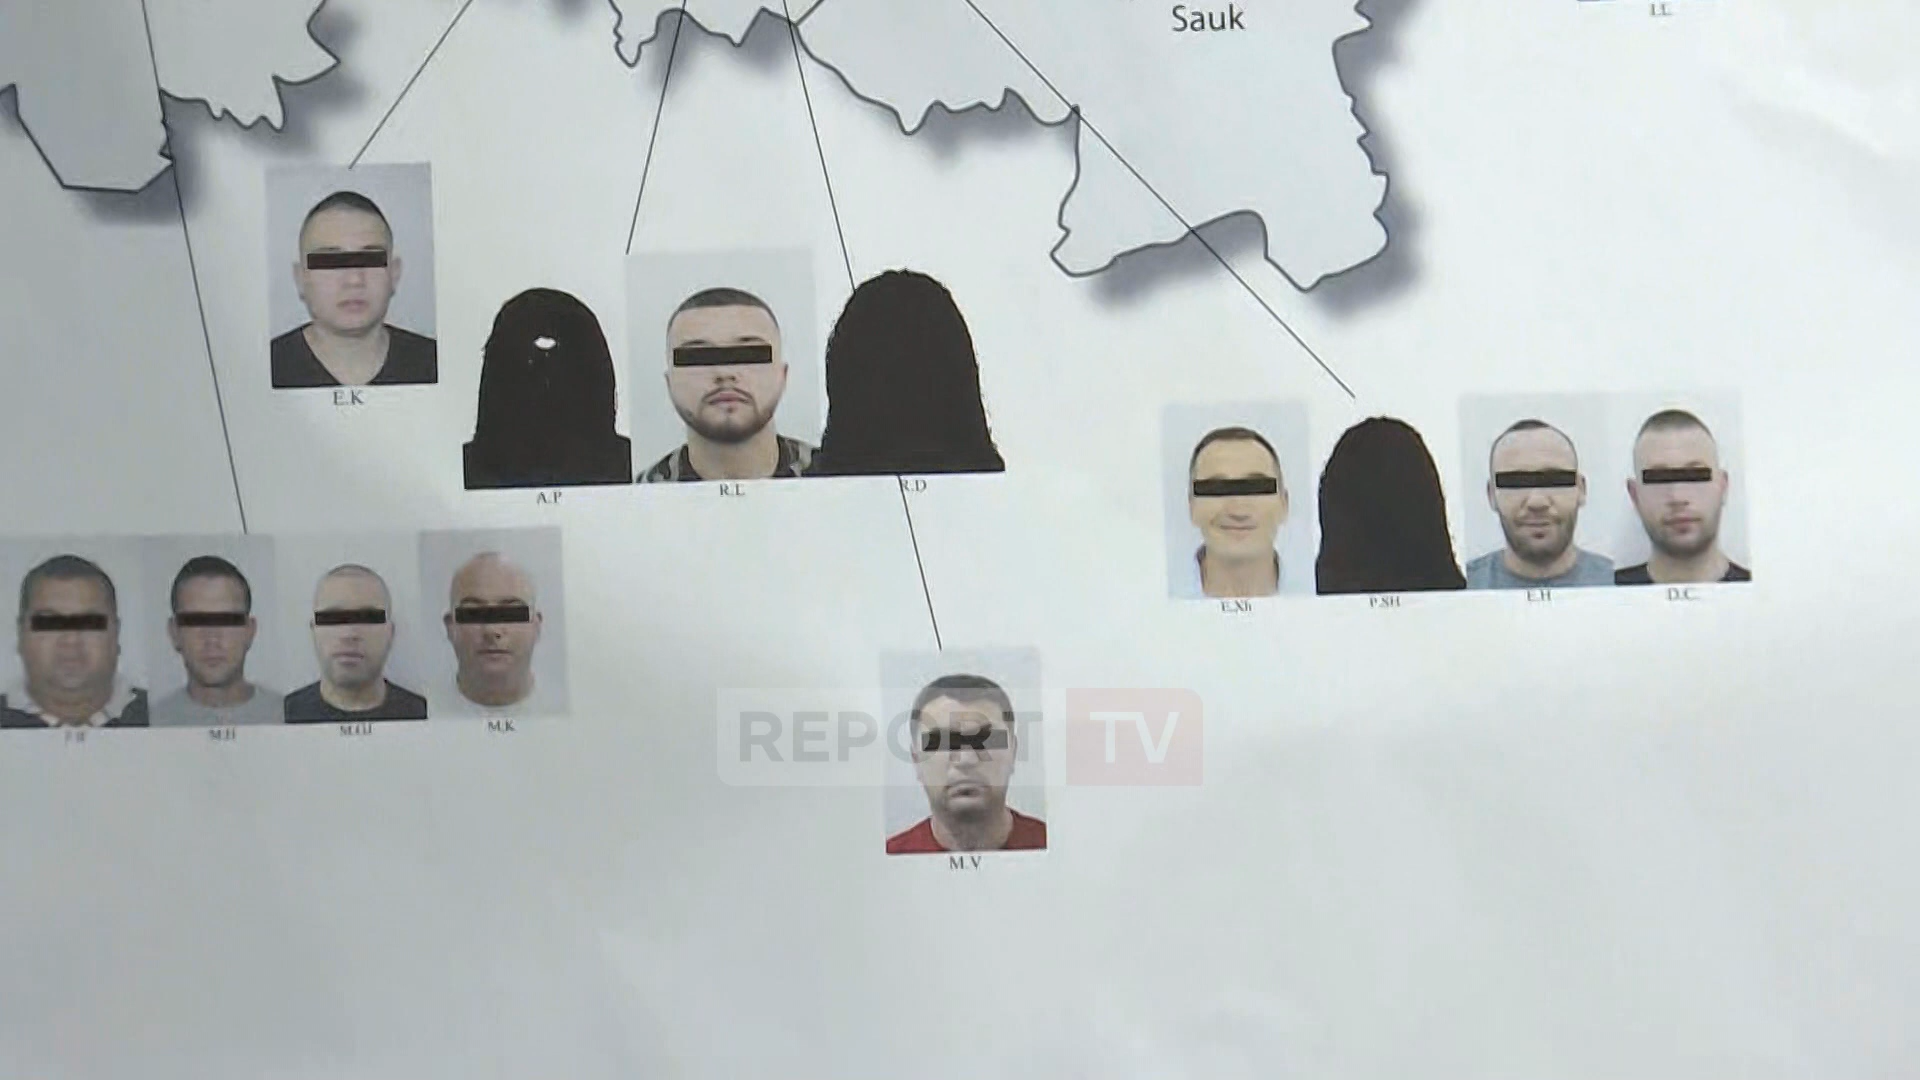 Sauk
I.L
E.K
A.P
R.L
R.D
E.Xh
P.SH
E.H
D.C.
M.H
M.GJ
M.K
REPORT TV
M.V